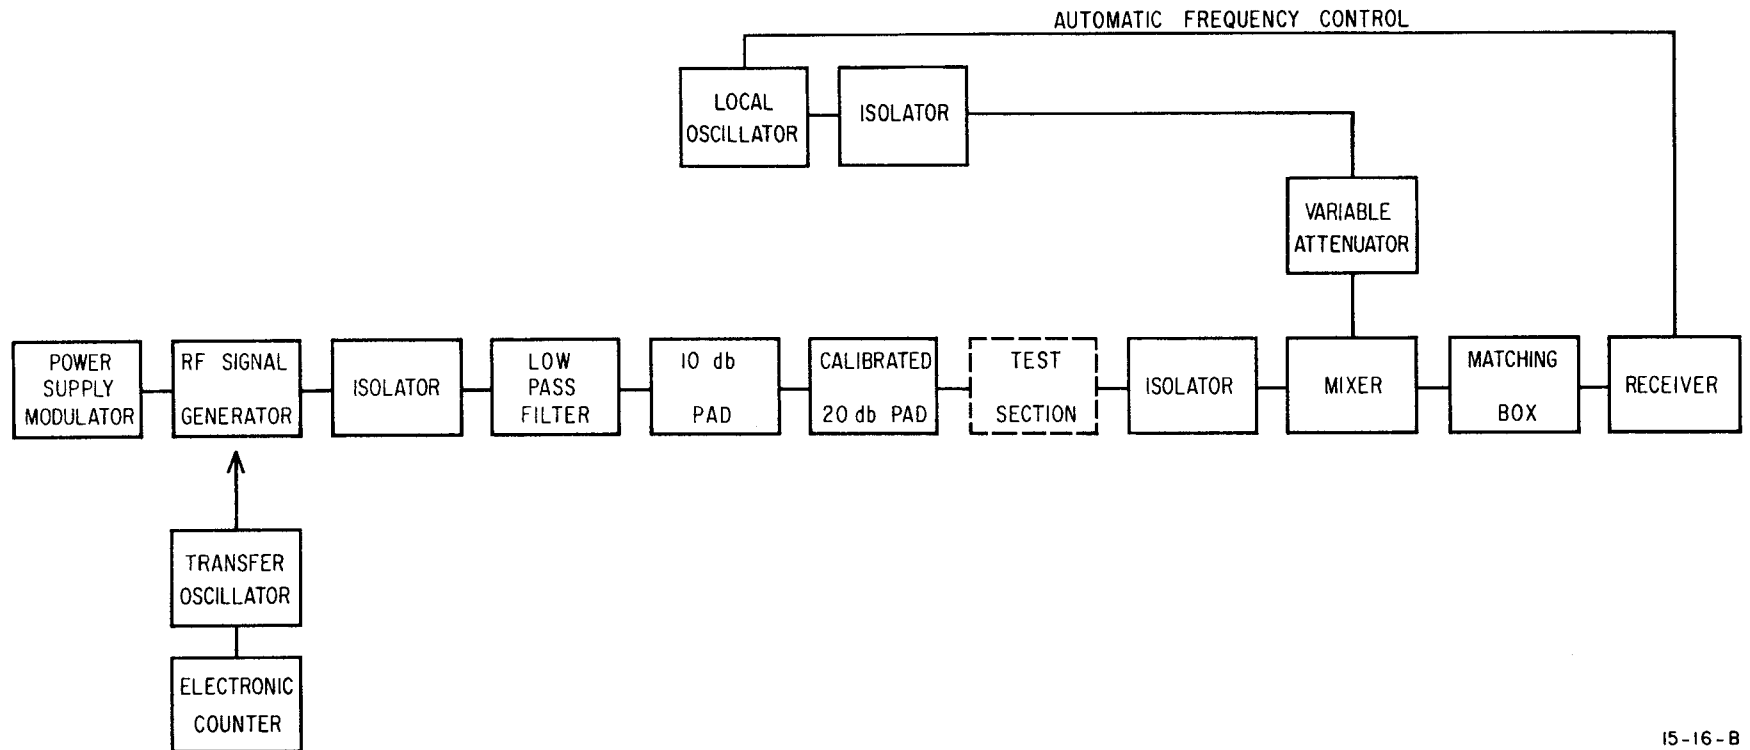 AUTOMATIC FREQUENCY CONTROL
LOCAL
OSCILLATOR
ISOLATOR
VARIABLE
ATTENUATOR
POWER
SUPPLY
MODULATOR
RF SIGNAL
GENERATOR
ISOLATOR
LOW
PASS
FILTER
10 db
PAD
CALIBRATED
20 db PAD
TEST
SECTION
ISOLATOR
MIXER
MATCHING
BOX
RECEIVER
TRANSFER
OSCILLATOR
ELECTRONIC
COUNTER
15-16-B